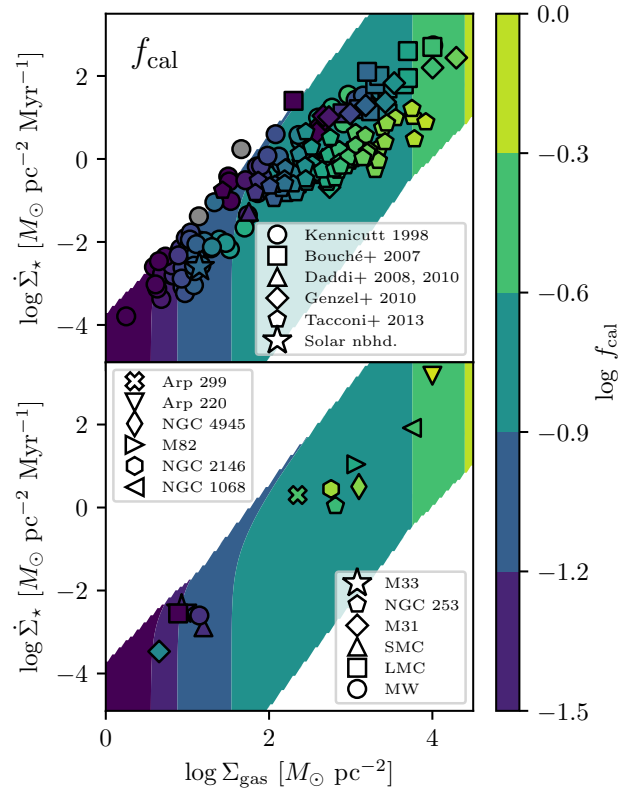 f_cal
log Σ̇⋆ [M⊙ pc⁻² Myr⁻¹]
2
0
−2
−4
Kennicutt 1998
Bouché+ 2007
Daddi+ 2008, 2010
Genzel+ 2010
Tacconi+ 2013
Solar nbhd.
log Σ̇⋆ [M⊙ pc⁻² Myr⁻¹]
2
0
−2
−4
Arp 299
Arp 220
NGC 4945
M82
NGC 2146
NGC 1068
M33
NGC 253
M31
SMC
LMC
MW
0
2
4
log Σgas [M⊙ pc⁻²]
0.0
−0.3
−0.6
−0.9
−1.2
−1.5
log f_cal